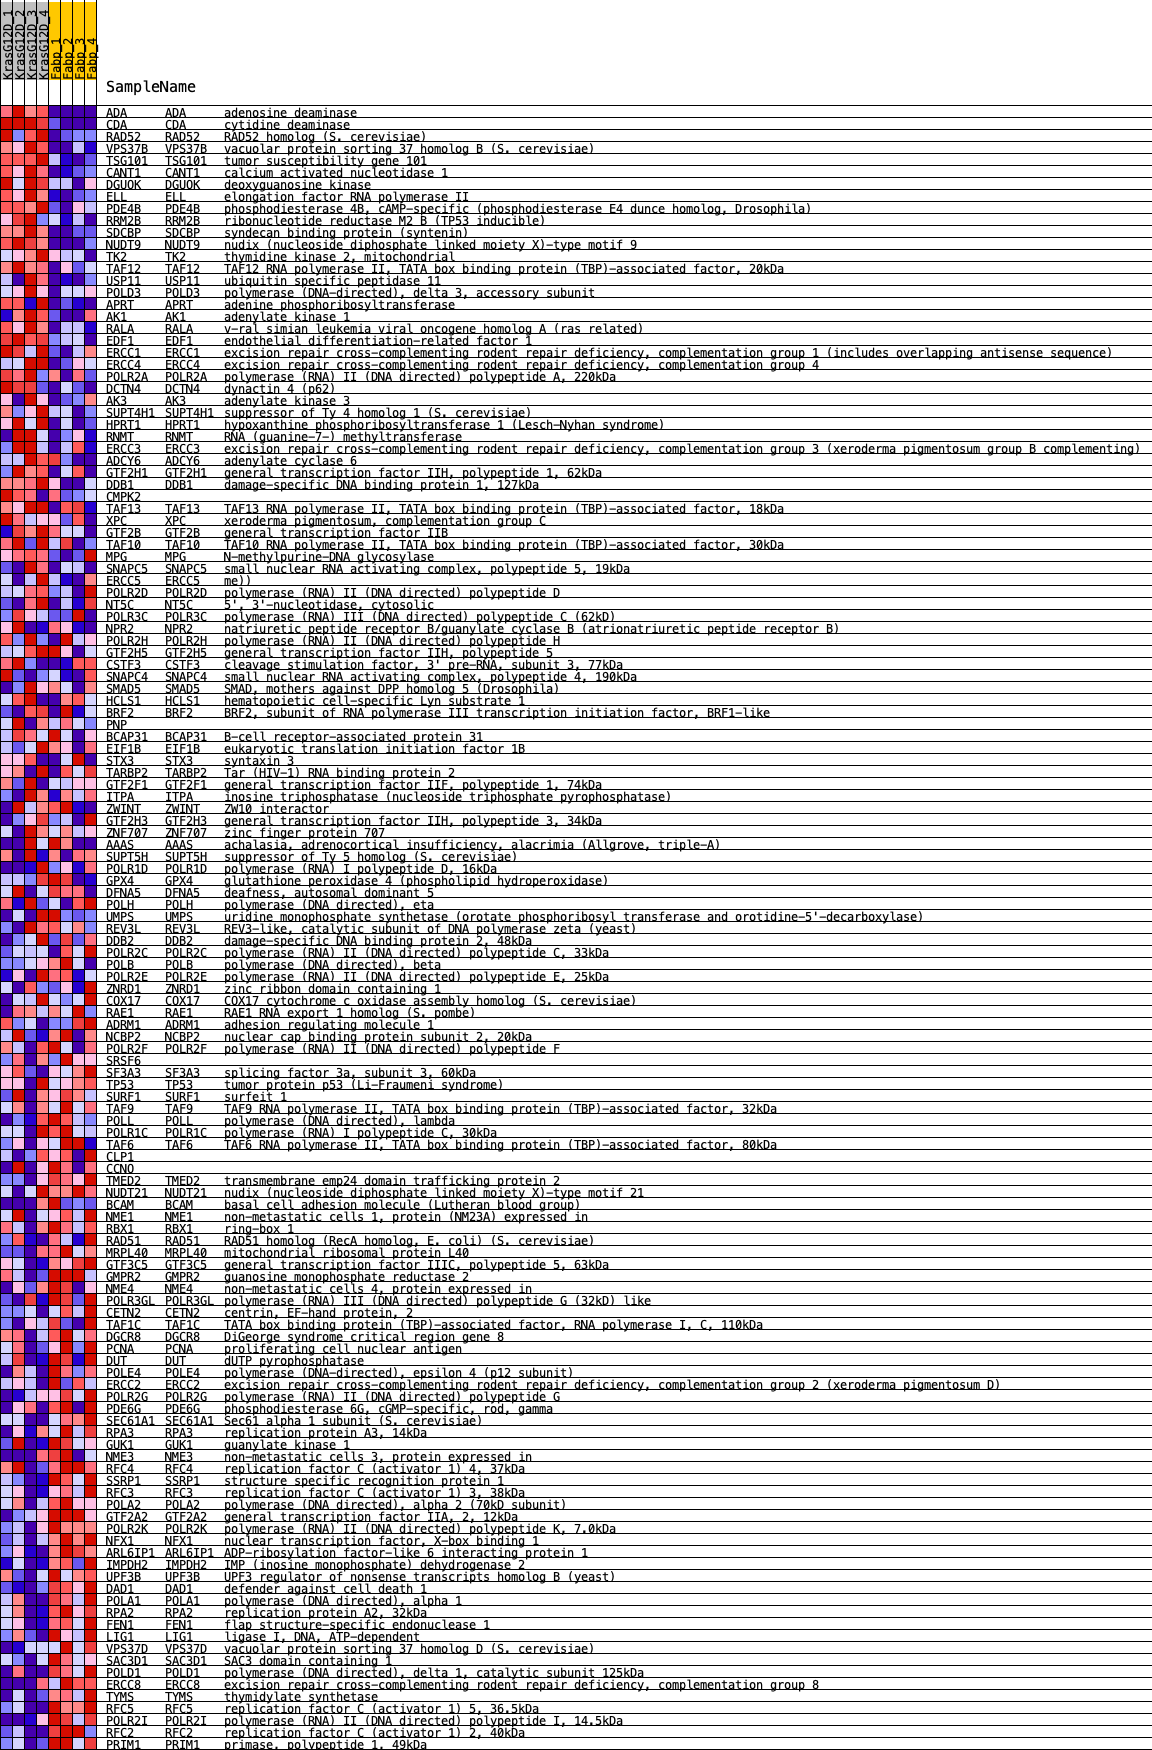 KrasG12D_1
KrasG12D_2
KrasG12D_3
KrasG12D_4
Fabp_1
Fabp_2
Fabp_3
Fabp_4
SampleName
ADA ADA adenosine deaminase
CDA CDA cytidine deaminase
RAD52 RAD52 RAD52 homolog (S. cerevisiae)
VPS37B VPS37B vacuolar protein sorting 37 homolog B (S. cerevisiae)
TSG101 TSG101 tumor susceptibility gene 101
CANT1 CANT1 calcium activated nucleotidase 1
DGUOK DGUOK deoxyguanosine kinase
ELL ELL elongation factor RNA polymerase II
PDE4B PDE4B phosphodiesterase 4B, cAMP-specific (phosphodiesterase E4 dunce homolog, Drosophila)
RRM2B RRM2B ribonucleotide reductase M2 B (TP53 inducible)
SDCBP SDCBP syndecan binding protein (syntenin)
NUDT9 NUDT9 nudix (nucleoside diphosphate linked moiety X)-type motif 9
TK2 TK2 thymidine kinase 2, mitochondrial
TAF12 TAF12 TAF12 RNA polymerase II, TATA box binding protein (TBP)-associated factor, 20kDa
USP11 USP11 ubiquitin specific peptidase 11
POLD3 POLD3 polymerase (DNA-directed), delta 3, accessory subunit
APRT APRT adenine phosphoribosyltransferase
AK1 AK1 adenylate kinase 1
RALA RALA v-ral simian leukemia viral oncogene homolog A (ras related)
EDF1 EDF1 endothelial differentiation-related factor 1
ERCC1 ERCC1 excision repair cross-complementing rodent repair deficiency, complementation group 1 (includes overlapping antisense sequence)
ERCC4 ERCC4 excision repair cross-complementing rodent repair deficiency, complementation group 4
POLR2A POLR2A polymerase (RNA) II (DNA directed) polypeptide A, 220kDa
DCTN4 DCTN4 dynactin 4 (p62)
AK3 AK3 adenylate kinase 3
SUPT4H1 SUPT4H1 suppressor of Ty 4 homolog 1 (S. cerevisiae)
HPRT1 HPRT1 hypoxanthine phosphoribosyltransferase 1 (Lesch-Nyhan syndrome)
RNMT RNMT RNA (guanine-7-) methyltransferase
ERCC3 ERCC3 excision repair cross-complementing rodent repair deficiency, complementation group 3 (xeroderma pigmentosum group B complementing)
ADCY6 ADCY6 adenylate cyclase 6
GTF2H1 GTF2H1 general transcription factor IIH, polypeptide 1, 62kDa
DDB1 DDB1 damage-specific DNA binding protein 1, 127kDa
CMPK2
TAF13 TAF13 TAF13 RNA polymerase II, TATA box binding protein (TBP)-associated factor, 18kDa
XPC XPC xeroderma pigmentosum, complementation group C
GTF2B GTF2B general transcription factor IIB
TAF10 TAF10 TAF10 RNA polymerase II, TATA box binding protein (TBP)-associated factor, 30kDa
MPG MPG N-methylpurine-DNA glycosylase
SNAPC5 SNAPC5 small nuclear RNA activating complex, polypeptide 5, 19kDa
ERCC5 ERCC5 me))
POLR2D POLR2D polymerase (RNA) II (DNA directed) polypeptide D
NT5C NT5C 5', 3'-nucleotidase, cytosolic
POLR3C POLR3C polymerase (RNA) III (DNA directed) polypeptide C (62kD)
NPR2 NPR2 natriuretic peptide receptor B/guanylate cyclase B (atrionatriuretic peptide receptor B)
POLR2H POLR2H polymerase (RNA) II (DNA directed) polypeptide H
GTF2H5 GTF2H5 general transcription factor IIH, polypeptide 5
CSTF3 CSTF3 cleavage stimulation factor, 3' pre-RNA, subunit 3, 77kDa
SNAPC4 SNAPC4 small nuclear RNA activating complex, polypeptide 4, 190kDa
SMAD5 SMAD5 SMAD, mothers against DPP homolog 5 (Drosophila)
HCLS1 HCLS1 hematopoietic cell-specific Lyn substrate 1
BRF2 BRF2 BRF2, subunit of RNA polymerase III transcription initiation factor, BRF1-like
PNP
BCAP31 BCAP31 B-cell receptor-associated protein 31
EIF1B EIF1B eukaryotic translation initiation factor 1B
STX3 STX3 syntaxin 3
TARBP2 TARBP2 Tar (HIV-1) RNA binding protein 2
GTF2F1 GTF2F1 general transcription factor IIF, polypeptide 1, 74kDa
ITPA ITPA inosine triphosphatase (nucleoside triphosphate pyrophosphatase)
ZWINT ZWINT ZW10 interactor
GTF2H3 GTF2H3 general transcription factor IIH, polypeptide 3, 34kDa
ZNF707 ZNF707 zinc finger protein 707
AAAS AAAS achalasia, adrenocortical insufficiency, alacrimia (Allgrove, triple-A)
SUPT5H SUPT5H suppressor of Ty 5 homolog (S. cerevisiae)
POLR1D POLR1D polymerase (RNA) I polypeptide D, 16kDa
GPX4 GPX4 glutathione peroxidase 4 (phospholipid hydroperoxidase)
DFNA5 DFNA5 deafness, autosomal dominant 5
POLH POLH polymerase (DNA directed), eta
UMPS UMPS uridine monophosphate synthetase (orotate phosphoribosyl transferase and orotidine-5'-decarboxylase)
REV3L REV3L REV3-like, catalytic subunit of DNA polymerase zeta (yeast)
DDB2 DDB2 damage-specific DNA binding protein 2, 48kDa
POLR2C POLR2C polymerase (RNA) II (DNA directed) polypeptide C, 33kDa
POLB POLB polymerase (DNA directed), beta
POLR2E POLR2E polymerase (RNA) II (DNA directed) polypeptide E, 25kDa
ZNRD1 ZNRD1 zinc ribbon domain containing 1
COX17 COX17 COX17 cytochrome c oxidase assembly homolog (S. cerevisiae)
RAE1 RAE1 RAE1 RNA export 1 homolog (S. pombe)
ADRM1 ADRM1 adhesion regulating molecule 1
NCBP2 NCBP2 nuclear cap binding protein subunit 2, 20kDa
POLR2F POLR2F polymerase (RNA) II (DNA directed) polypeptide F
SRSF6
SF3A3 SF3A3 splicing factor 3a, subunit 3, 60kDa
TP53 TP53 tumor protein p53 (Li-Fraumeni syndrome)
SURF1 SURF1 surfeit 1
TAF9 TAF9 TAF9 RNA polymerase II, TATA box binding protein (TBP)-associated factor, 32kDa
POLL POLL polymerase (DNA directed), lambda
POLR1C POLR1C polymerase (RNA) I polypeptide C, 30kDa
TAF6 TAF6 TAF6 RNA polymerase II, TATA box binding protein (TBP)-associated factor, 80kDa
CLP1
CCNO
TMED2 TMED2 transmembrane emp24 domain trafficking protein 2
NUDT21 NUDT21 nudix (nucleoside diphosphate linked moiety X)-type motif 21
BCAM BCAM basal cell adhesion molecule (Lutheran blood group)
NME1 NME1 non-metastatic cells 1, protein (NM23A) expressed in
RBX1 RBX1 ring-box 1
RAD51 RAD51 RAD51 homolog (RecA homolog, E. coli) (S. cerevisiae)
MRPL40 MRPL40 mitochondrial ribosomal protein L40
GTF3C5 GTF3C5 general transcription factor IIIC, polypeptide 5, 63kDa
GMPR2 GMPR2 guanosine monophosphate reductase 2
NME4 NME4 non-metastatic cells 4, protein expressed in
POLR3GL POLR3GL polymerase (RNA) III (DNA directed) polypeptide G (32kD) like
CETN2 CETN2 centrin, EF-hand protein, 2
TAF1C TAF1C TATA box binding protein (TBP)-associated factor, RNA polymerase I, C, 110kDa
DGCR8 DGCR8 DiGeorge syndrome critical region gene 8
PCNA PCNA proliferating cell nuclear antigen
DUT DUT dUTP pyrophosphatase
POLE4 POLE4 polymerase (DNA-directed), epsilon 4 (p12 subunit)
ERCC2 ERCC2 excision repair cross-complementing rodent repair deficiency, complementation group 2 (xeroderma pigmentosum D)
POLR2G POLR2G polymerase (RNA) II (DNA directed) polypeptide G
PDE6G PDE6G phosphodiesterase 6G, cGMP-specific, rod, gamma
SEC61A1 SEC61A1 Sec61 alpha 1 subunit (S. cerevisiae)
RPA3 RPA3 replication protein A3, 14kDa
GUK1 GUK1 guanylate kinase 1
NME3 NME3 non-metastatic cells 3, protein expressed in
RFC4 RFC4 replication factor C (activator 1) 4, 37kDa
SSRP1 SSRP1 structure specific recognition protein 1
RFC3 RFC3 replication factor C (activator 1) 3, 38kDa
POLA2 POLA2 polymerase (DNA directed), alpha 2 (70kD subunit)
GTF2A2 GTF2A2 general transcription factor IIA, 2, 12kDa
POLR2K POLR2K polymerase (RNA) II (DNA directed) polypeptide K, 7.0kDa
NFX1 NFX1 nuclear transcription factor, X-box binding 1
ARL6IP1 ARL6IP1 ADP-ribosylation factor-like 6 interacting protein 1
IMPDH2 IMPDH2 IMP (inosine monophosphate) dehydrogenase 2
UPF3B UPF3B UPF3 regulator of nonsense transcripts homolog B (yeast)
DAD1 DAD1 defender against cell death 1
POLA1 POLA1 polymerase (DNA directed), alpha 1
RPA2 RPA2 replication protein A2, 32kDa
FEN1 FEN1 flap structure-specific endonuclease 1
LIG1 LIG1 ligase I, DNA, ATP-dependent
VPS37D VPS37D vacuolar protein sorting 37 homolog D (S. cerevisiae)
SAC3D1 SAC3D1 SAC3 domain containing 1
POLD1 POLD1 polymerase (DNA directed), delta 1, catalytic subunit 125kDa
ERCC8 ERCC8 excision repair cross-complementing rodent repair deficiency, complementation group 8
TYMS TYMS thymidylate synthetase
RFC5 RFC5 replication factor C (activator 1) 5, 36.5kDa
POLR2I POLR2I polymerase (RNA) II (DNA directed) polypeptide I, 14.5kDa
RFC2 RFC2 replication factor C (activator 1) 2, 40kDa
PRIM1 PRIM1 primase, polypeptide 1, 49kDa